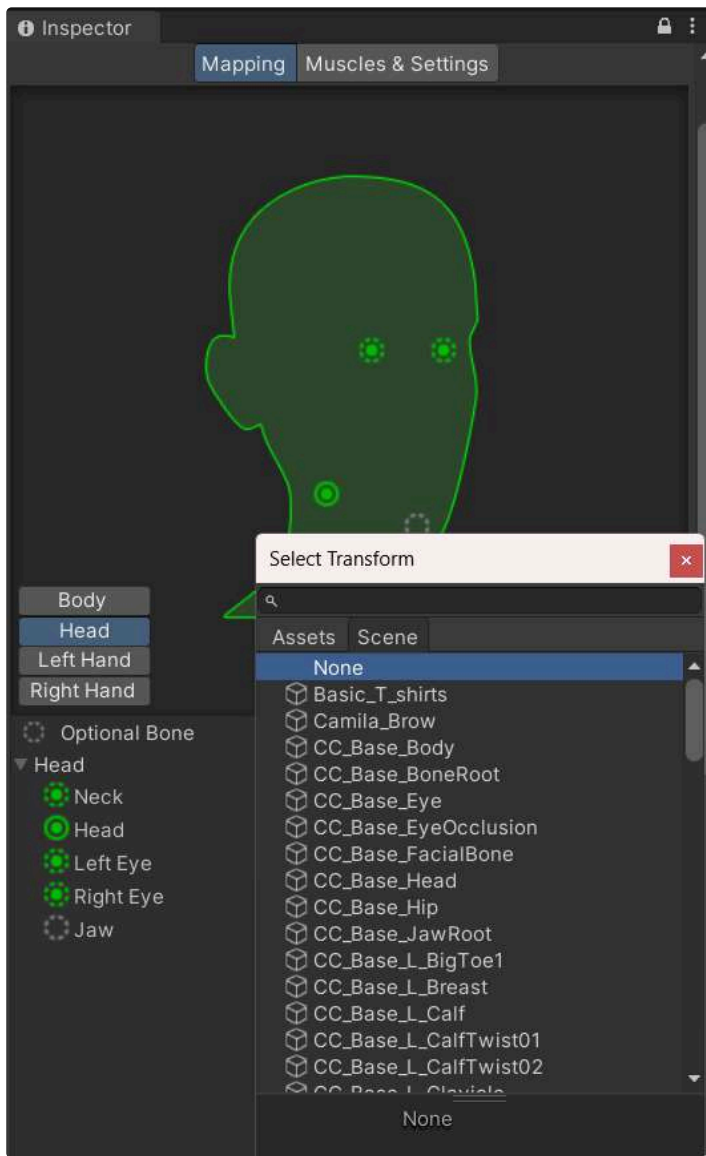 Inspector
Mapping Muscles & Settings
Select Transform
Body
Head
Assets Scene
Left Hand
None
Right Hand
Basic_T_shirts
Camila_Brow
Optional Bone
CC_Base_Body
Head
CC_Base_BoneRoot
Neck
CC_Base_Eye
Head
CC_Base_EyeOcclusion
Left Eye
CC_Base_FacialBone
Right Eye
CC_Base_Head
CC_Base_Hip
Jaw
CC_Base_JawRoot
CC_Base_L_BigToe1
CC_Base_L_Breast
CC_Base_L_Calf
CC_Base_L_CalfTwist01
CC_Base_L_CalfTwist02
None